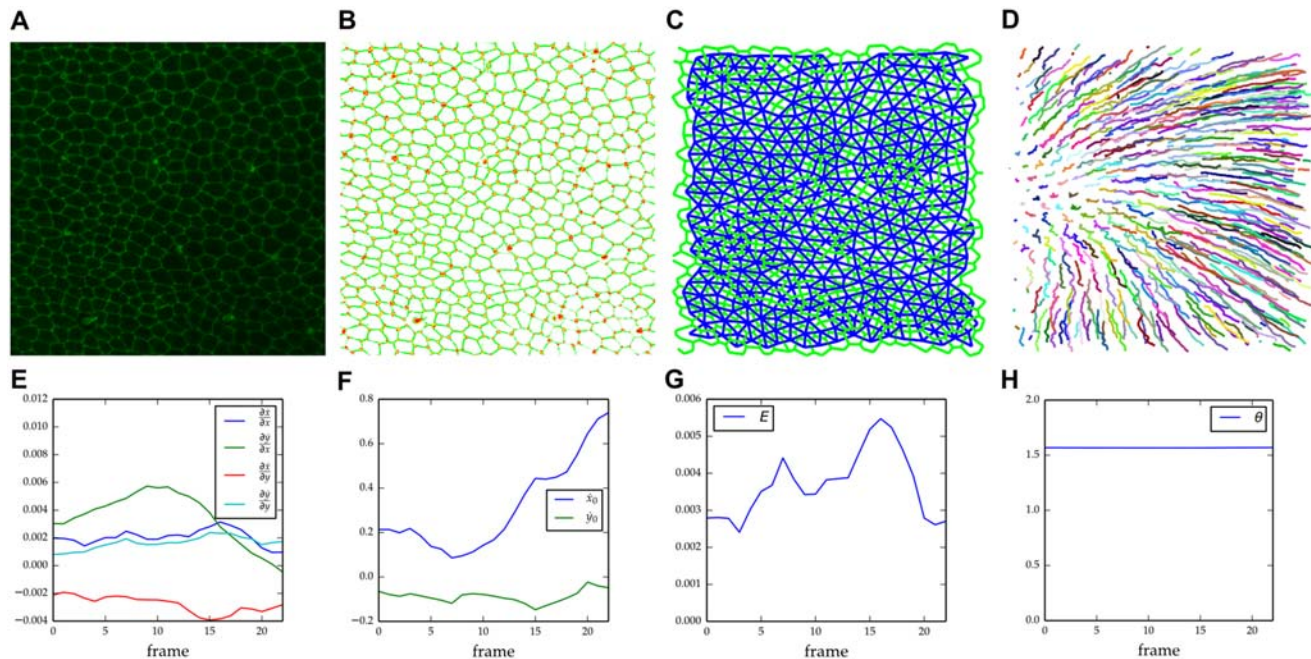 A
B
C
D
E
0.012
0.010
0.008
0.006
0.004
0.002
0.000
−0.002
−0.004
0 5 10 15 20
frame
∂ẋ/∂x
∂ẏ/∂x
∂ẋ/∂y
∂ẏ/∂y
F
0.8
0.6
0.4
0.2
0.0
−0.2
0 5 10 15 20
frame
ẋ₀
ẏ₀
G
0.006
0.005
0.004
0.003
0.002
0.001
0.000
0 5 10 15 20
frame
E
H
2.0
1.5
1.0
0.5
0.0
0 5 10 15 20
frame
θ